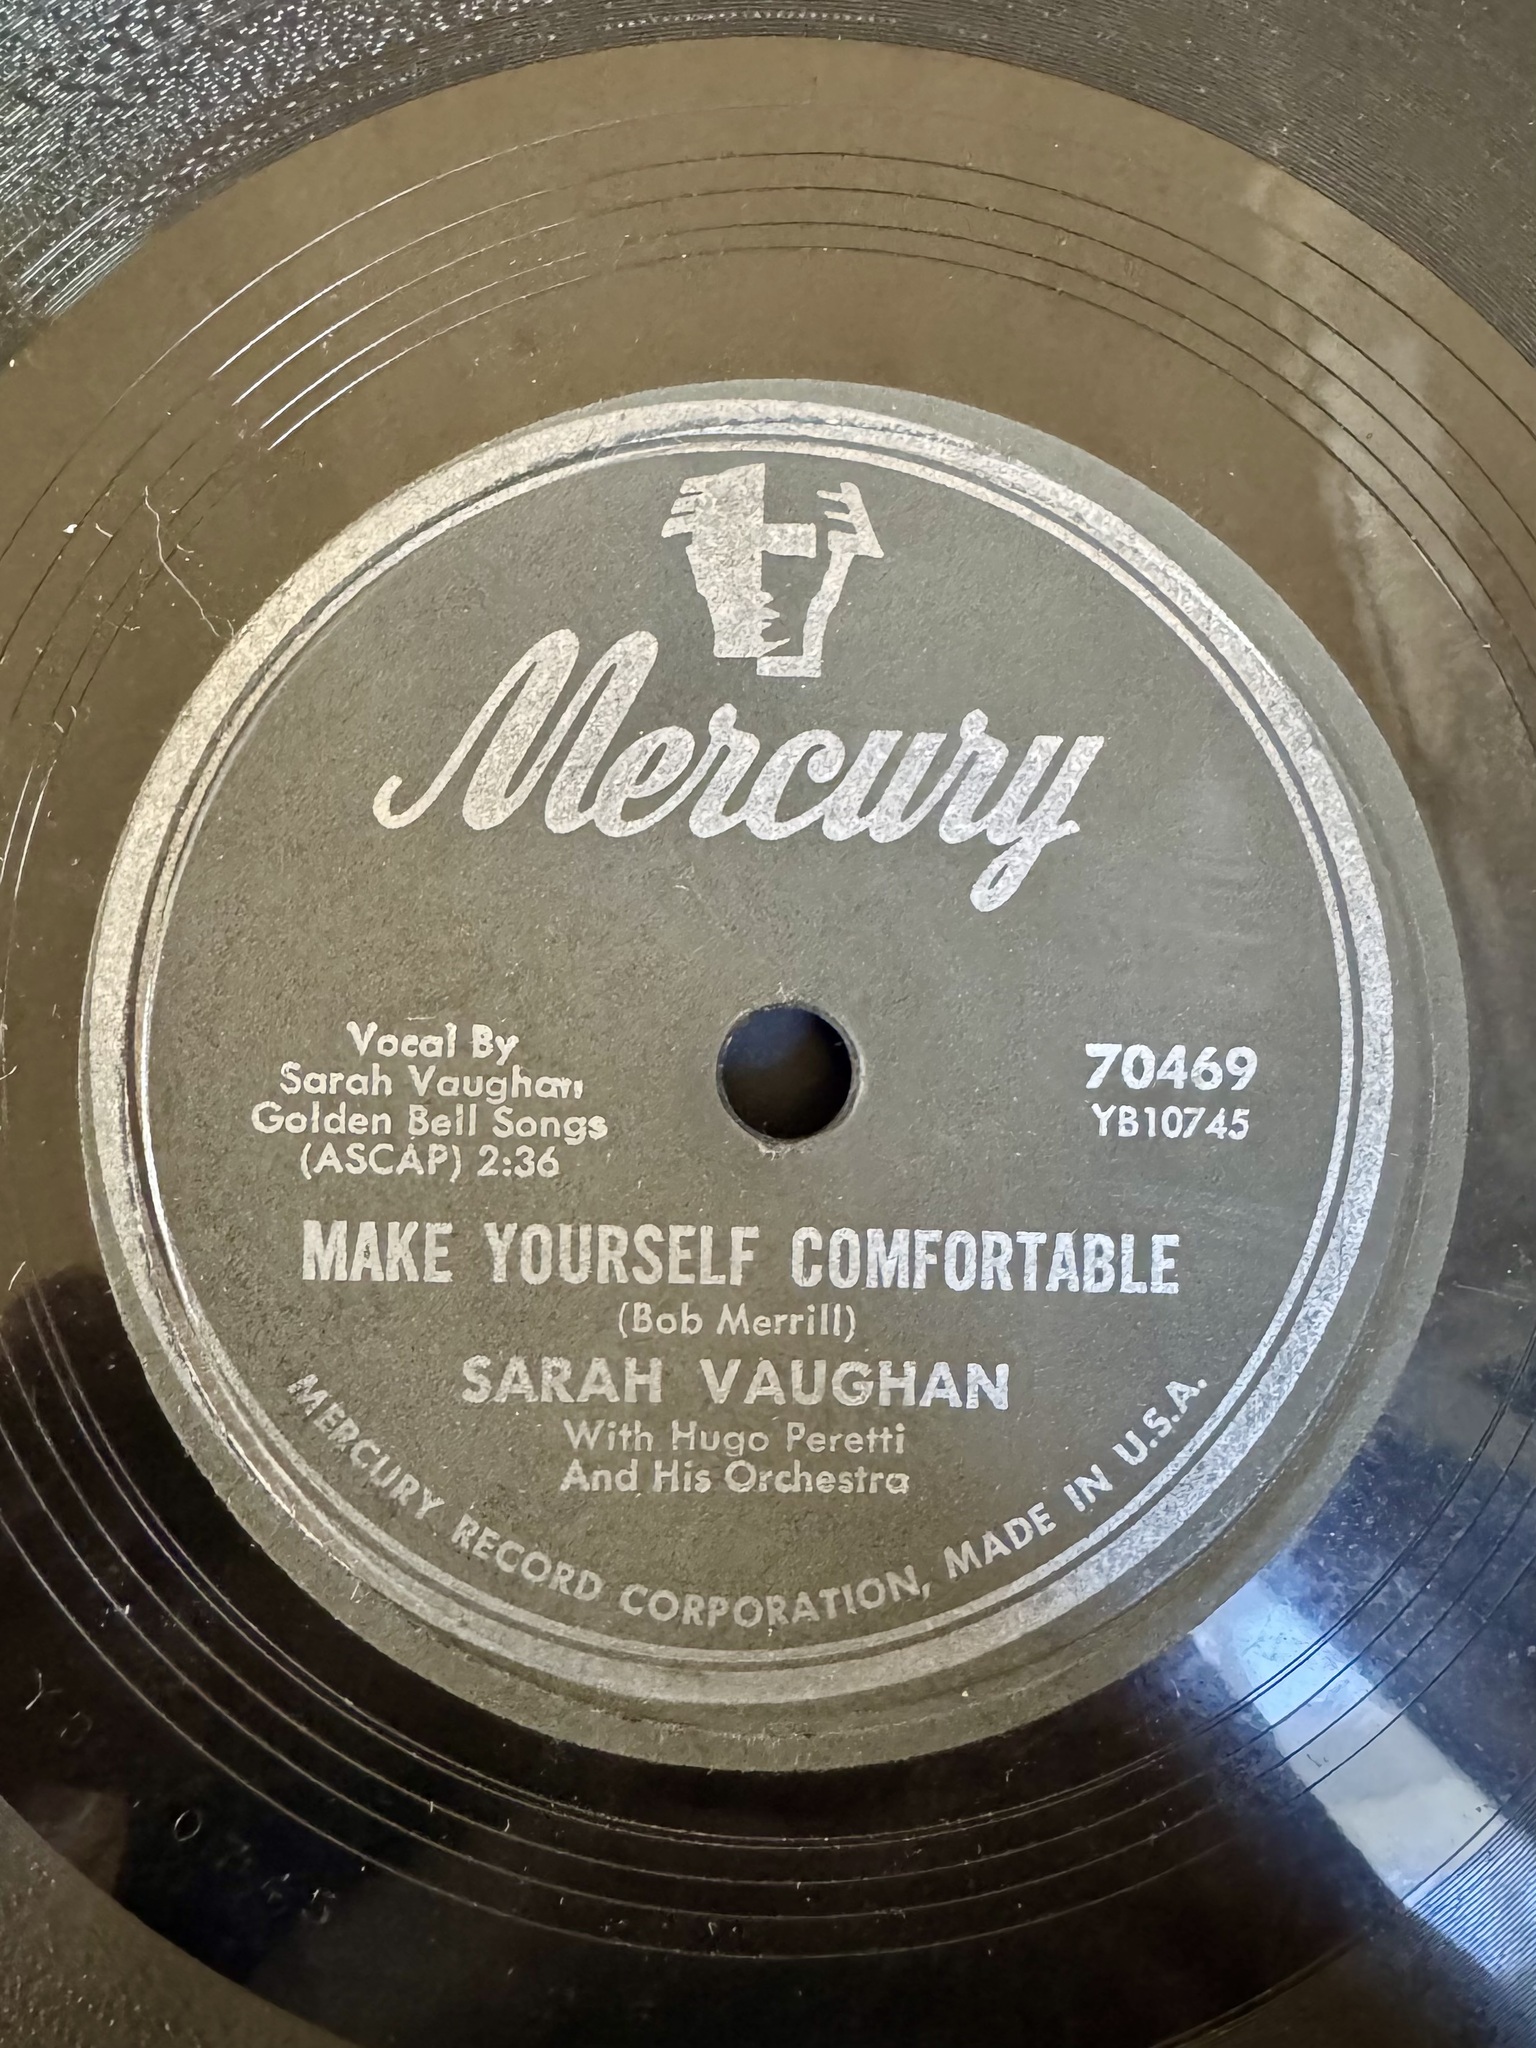 Mercury
Vocal By
Sarah Vaughan
Golden Bell Songs
(ASCAP) 2:36
70469
YB10745
MAKE YOURSELF COMFORTABLE
(Bob Merrill)
SARAH VAUGHAN
With Hugo Peretti
And His Orchestra
MERCURY RECORD CORPORATION, MADE IN U.S.A.